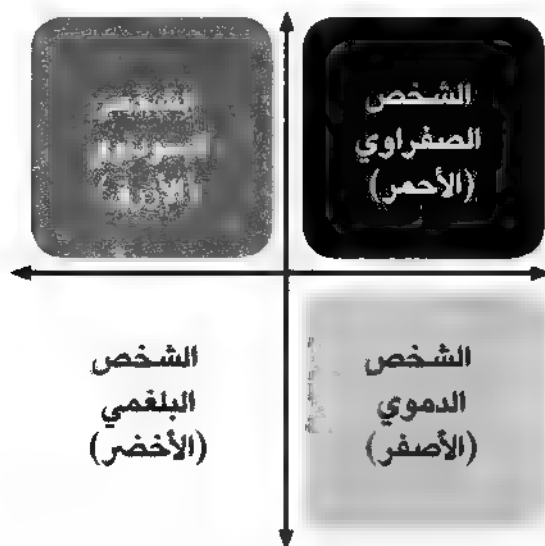 الشخص
الصفراوي
(الأحمر)
الشخص
الدموي
(الأصفر)
الشخص
البلغمي
(الأخضر)